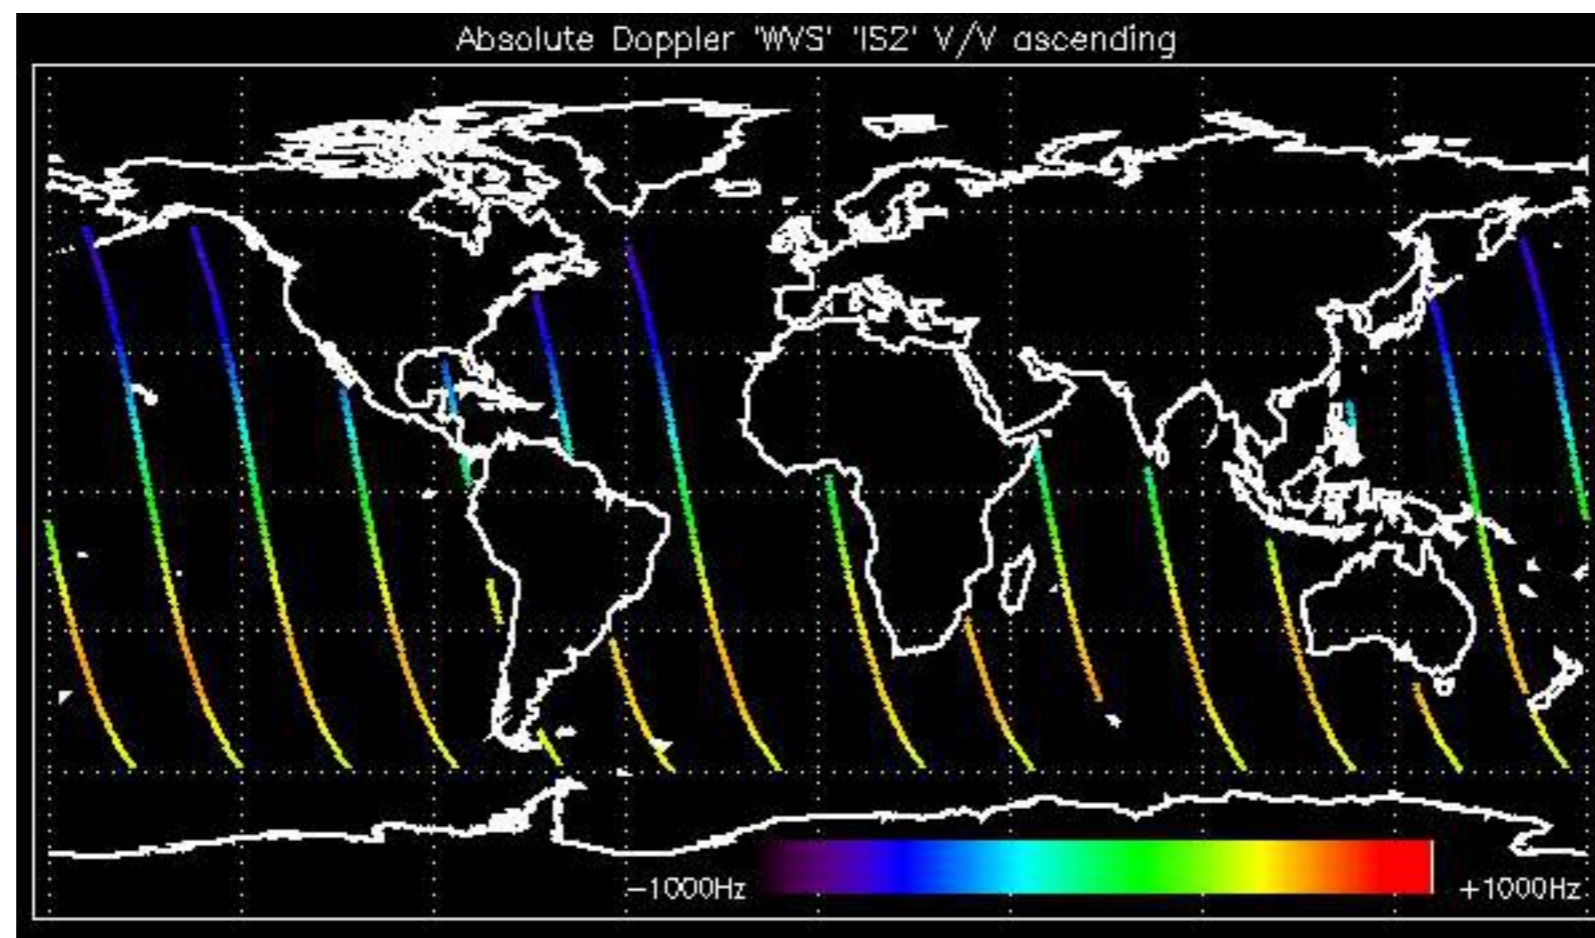 Absolute Doppler 'WVS' 'IS2' V/V ascending
−1000Hz
+1000Hz